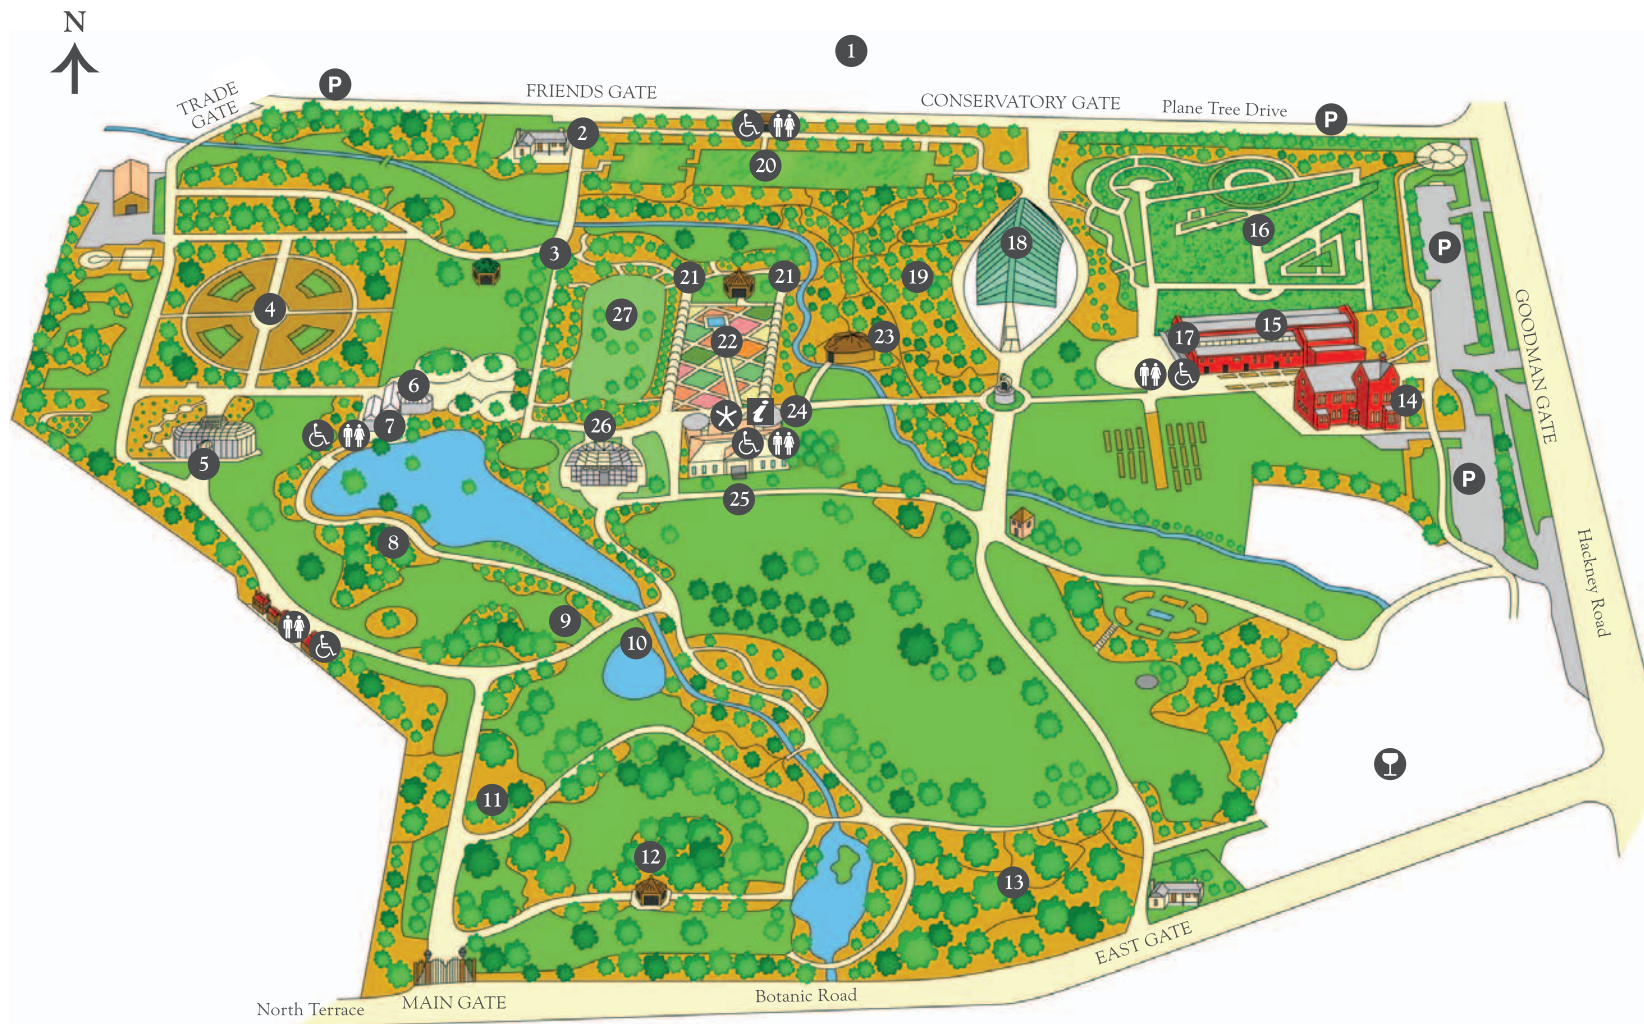 N
1
P
TRADE
GATE
FRIENDS GATE
CONSERVATORY GATE
Plane Tree Drive
P
2
20
3
21
21
19
18
16
P
4
27
22
23
17
15
GOODMAN GATE
6
7
5
26
i
24
14
25
P
8
9
10
Hackney Road
11
12
13
EAST GATE
North Terrace
MAIN GATE
Botanic Road